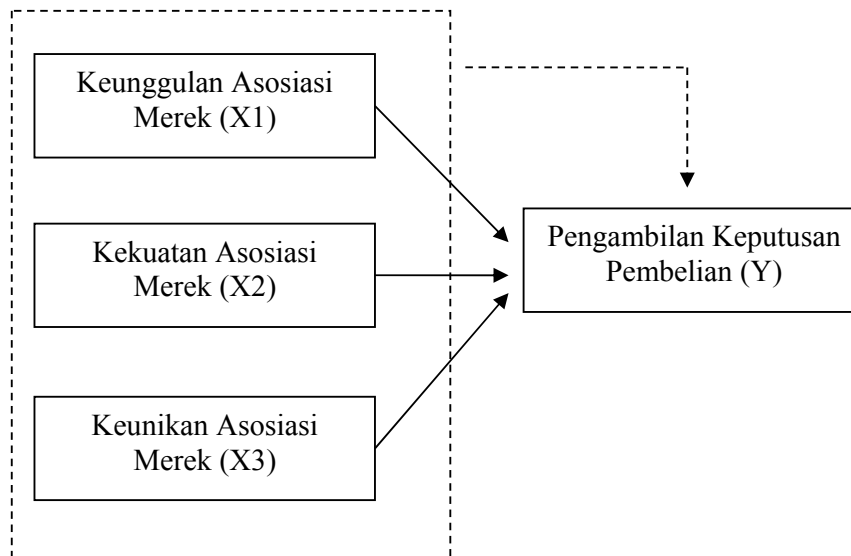 Keunggulan Asosiasi
Merek (X1)
Kekuatan Asosiasi
Merek (X2)
Keunikan Asosiasi
Merek (X3)
Pengambilan Keputusan
Pembelian (Y)